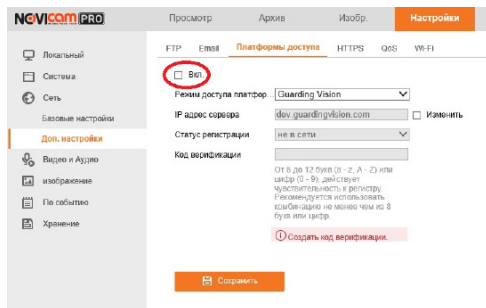 NOVIcam PRO
Просмотр Архив Изобр. Настройки
Локальный
Система
Сеть
Базовые настройки
Доп. настройки
Видео и Аудио
изображение
По событию
Хранение
FTP Email Платформы доступа HTTPS QoS Wi-Fi
Вкл.
Режим доступа платфор... Guarding Vision
IP адрес сервера dev.guardingvision.com Изменить
Статус регистрации не в сети
Код верификации
От 6 до 12 букв (a - z, A - Z) или
цифр (0 - 9), действует
чувствительность к регистру.
Рекомендуется использовать
комбинацию не менее чем из 8
букв или цифр.
Создать код верификации.
Сохранить